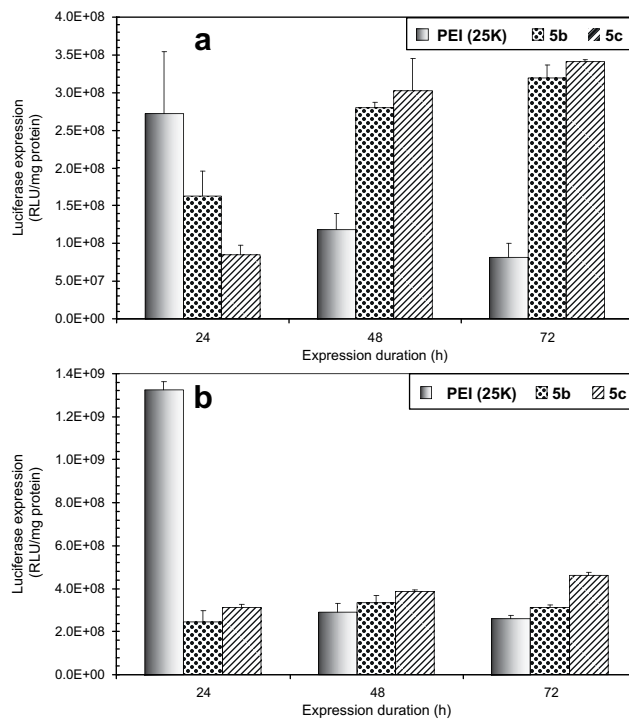 a
PEI (25K) 5b 5c
Luciferase expression
(RLU/mg protein)
4.0E+08
3.5E+08
3.0E+08
2.5E+08
2.0E+08
1.5E+08
1.0E+08
5.0E+07
0.0E+00
24 48 72
Expression duration (h)
b
PEI (25K) 5b 5c
Luciferase expression
(RLU/mg protein)
1.4E+09
1.2E+09
1.0E+09
8.0E+08
6.0E+08
4.0E+08
2.0E+08
0.0E+00
24 48 72
Expression duration (h)